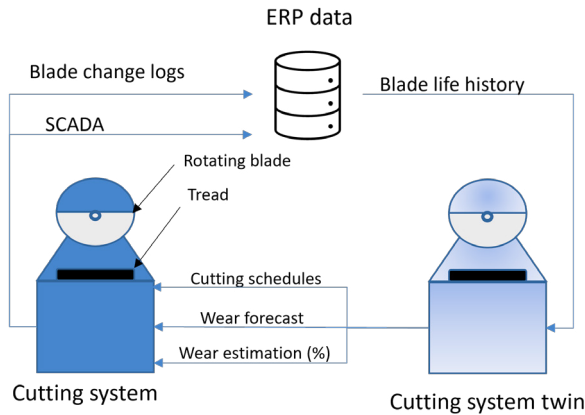 ERP data
Blade change logs
Blade life history
SCADA
Rotating blade
Tread
Cutting schedules
Wear forecast
Wear estimation (%)
Cutting system
Cutting system twin